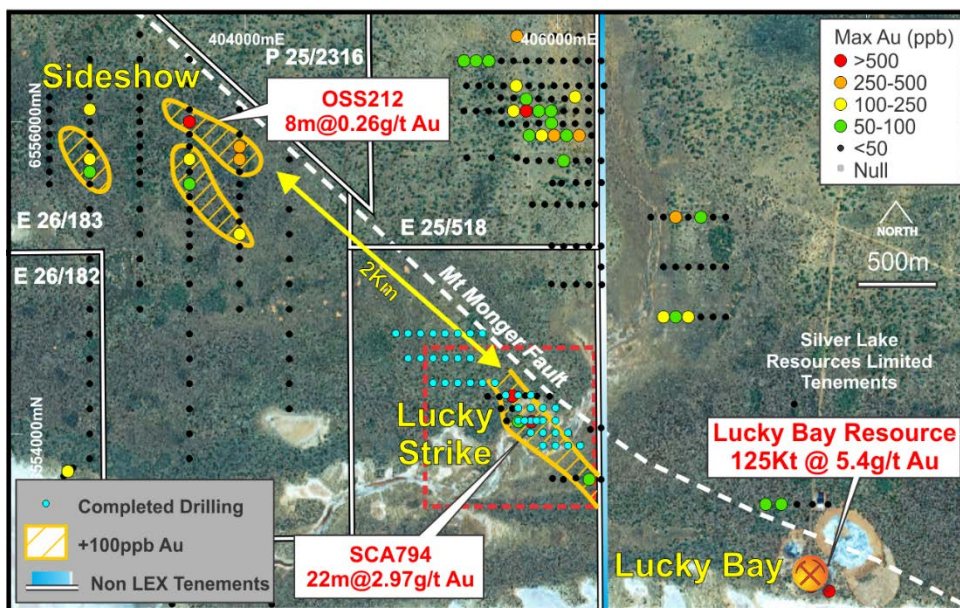 404000mE
406000mE
P 25/2316
Sideshow
OSS212
8m@0.26g/t Au
6556000mN
E 26/183
E 25/518
E 26/182
2Km
Mt Monger Fault
Max Au (ppb)
>500
250-500
100-250
50-100
<50
Null
NORTH
500m
Silver Lake
Resources Limited
Tenements
Lucky
Strike
Lucky Bay Resource
125Kt @ 5.4g/t Au
554000mN
Completed Drilling
+100ppb Au
Non LEX Tenements
SCA794
22m@2.97g/t Au
Lucky Bay